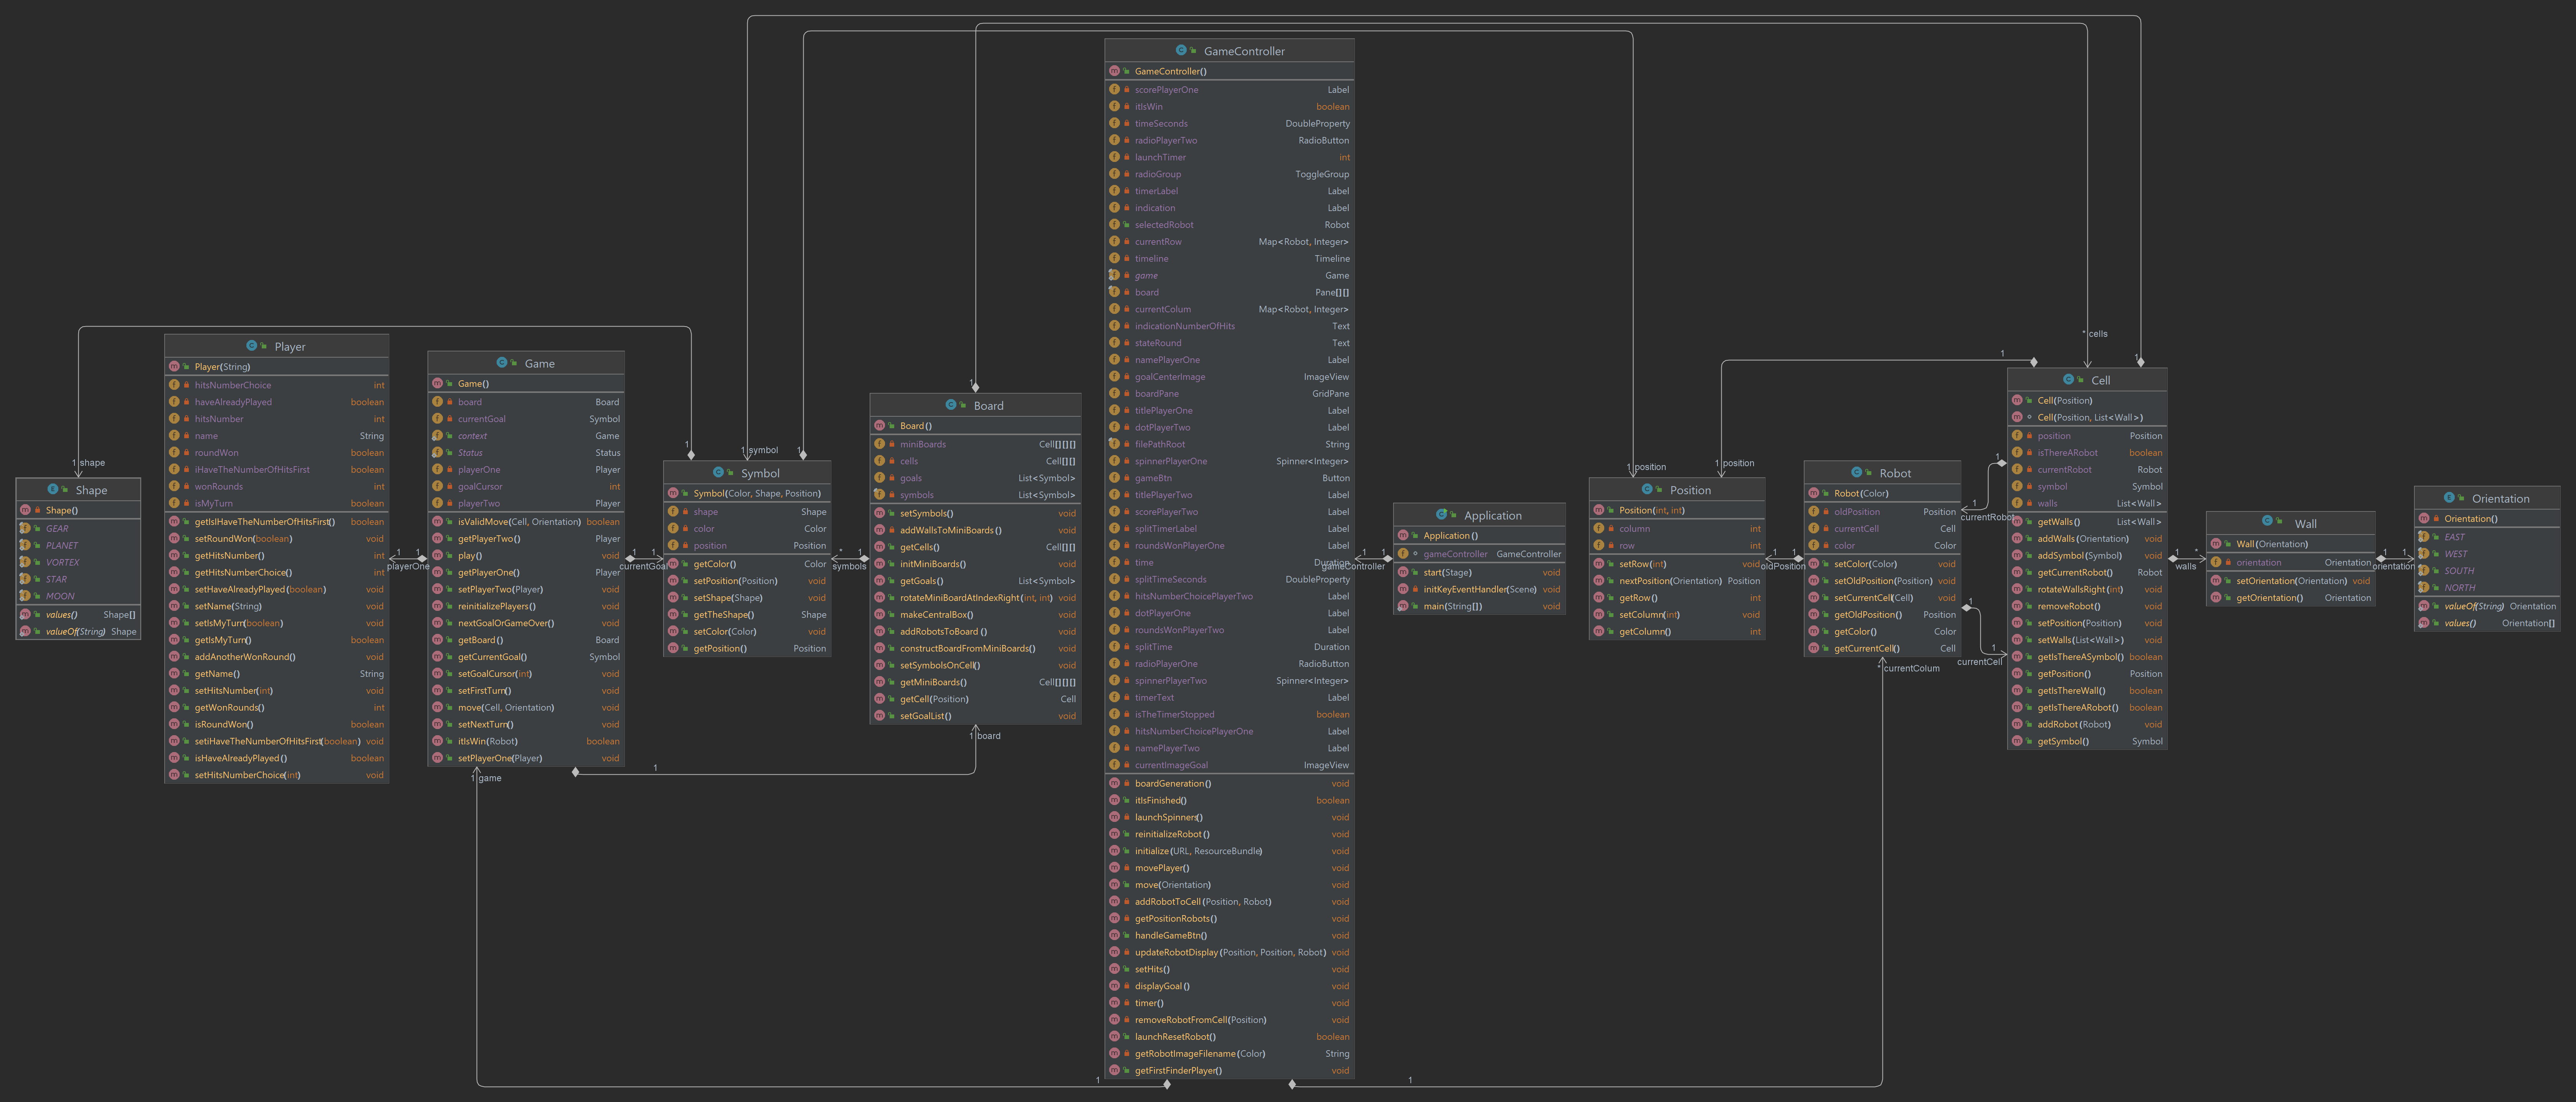 GameController
GameController()
scorePlayerOne Label
itIsWin boolean
timeSeconds DoubleProperty
radioPlayerTwo RadioButton
launchTimer int
radioGroup ToggleGroup
timerLabel Label
indication Label
selectedRobot Robot
currentRow Map<Robot, Integer>
timeline Timeline
game Game
board Pane[][]
currentColum Map<Robot, Integer>
indicationNumberOfHits Text
stateRound Text
namePlayerOne Label
goalCenterImage ImageView
boardPane GridPane
titlePlayerOne Label
dotPlayerTwo Label
filePathRoot String
spinnerPlayerOne Spinner<Integer>
gameBtn Button
titlePlayerTwo Label
scorePlayerTwo Label
splitTimerLabel Label
roundsWonPlayerOne Label
time Duration
splitTimeSeconds DoubleProperty
hitsNumberChoicePlayerTwo Label
dotPlayerOne Label
roundsWonPlayerTwo Label
splitTime Duration
radioPlayerOne RadioButton
spinnerPlayerTwo Spinner<Integer>
timerText Label
isTheTimerStopped boolean
hitsNumberChoicePlayerOne Label
namePlayerTwo Label
currentImageGoal ImageView
boardGeneration() void
itIsFinished() boolean
launchSpinners() void
reinitializeRobot() void
initialize(URL, ResourceBundle) void
movePlayer() void
move(Orientation) void
addRobotToCell(Position, Robot) void
getPositionRobots() void
handleGameBtn() void
updateRobotDisplay(Position, Position, Robot) void
setHits() void
displayGoal() void
timer() void
removeRobotFromCell(Position) void
launchResetRobot() boolean
getRobotImageFilename(Color) String
getFirstFinderPlayer() void
1 shape
Shape
Shape()
GEAR
PLANET
VORTEX
STAR
MOON
values() Shape[]
valueOf(String) Shape
Player
Player(String)
hitsNumberChoice int
haveAlreadyPlayed boolean
hitsNumber int
name String
roundWon boolean
iHaveTheNumberOfHitsFirst boolean
wonRounds int
isMyTurn boolean
getIsIHaveTheNumberOfHitsFirst() boolean
setRoundWon(boolean) void
getHitsNumber() int
getHitsNumberChoice() int
setHaveAlreadyPlayed(boolean) void
setName(String) void
setIsMyTurn(boolean) void
getIsMyTurn() boolean
addAnotherWonRound() void
getName() String
setHitsNumber(int) void
getWonRounds() int
isRoundWon() boolean
setiHaveTheNumberOfHitsFirst(boolean) void
isHaveAlreadyPlayed() boolean
setHitsNumberChoice(int) void
1 1
playerOne
Game
Game()
board Board
currentGoal Symbol
context Game
Status Status
playerOne Player
goalCursor int
playerTwo Player
isValidMove(Cell, Orientation) boolean
getPlayerTwo() Player
play() void
getPlayerOne() Player
setPlayerTwo(Player) void
reinitializePlayers() void
nextGoalOrGameOver() void
getBoard() Board
getCurrentGoal() Symbol
setGoalCursor(int) void
setFirstTurn() void
move(Cell, Orientation) void
setNextTurn() void
itIsWin(Robot) boolean
setPlayerOne(Player) void
1 game
1
1 1
currentGoal
1
1 symbol
1
Symbol
Symbol(Color, Shape, Position)
shape Shape
color Color
position Position
getColor() Color
setPosition(Position) void
setShape(Shape) void
getTheShape() Shape
setColor(Color) void
getPosition() Position
* 1
symbols
1
Board
Board()
miniBoards Cell[][][]
cells Cell[][]
goals List<Symbol>
symbols List<Symbol>
setSymbols() void
addWallsToMiniBoards() void
getCells() Cell[][]
initMiniBoards() void
getGoals() List<Symbol>
rotateMiniBoardAtIndexRight(int, int) void
makeCentralBox() void
addRobotsToBoard() void
constructBoardFromMiniBoards() void
setSymbolsOnCell() void
getMiniBoards() Cell[][][]
getCell(Position) Cell
setGoalList() void
1 board
1
1
1 1
gameController
Application
Application()
gameController GameController
start(Stage) void
initKeyEventHandler(Scene) void
main(String[]) void
1 position
1 position
Position
Position(int, int)
column int
row int
setRow(int) void
nextPosition(Orientation) Position
getRow() int
setColumn(int) void
getColumn() int
1 1
oldPosition
Robot
Robot(Color)
oldPosition Position
currentCell Cell
color Color
setColor(Color) void
setOldPosition(Position) void
setCurrentCell(Cell) void
getOldPosition() Position
getColor() Color
getCurrentCell() Cell
* currentColum
1
1
currentRobot
1
1
currentCell
* cells
1
1
Cell
Cell(Position)
Cell(Position, List<Wall>)
position Position
isThereARobot boolean
currentRobot Robot
symbol Symbol
walls List<Wall>
getWalls() List<Wall>
addWalls(Orientation) void
addSymbol(Symbol) void
getCurrentRobot() Robot
rotateWallsRight(int) void
removeRobot() void
setPosition(Position) void
setWalls(List<Wall>) void
getIsThereASymbol() boolean
getPosition() Position
getIsThereWall() boolean
getIsThereARobot() boolean
addRobot(Robot) void
getSymbol() Symbol
1 *
walls
Wall
Wall(Orientation)
orientation Orientation
setOrientation(Orientation) void
getOrientation() Orientation
1 1
orientation
Orientation
Orientation()
EAST
WEST
SOUTH
NORTH
valueOf(String) Orientation
values() Orientation[]